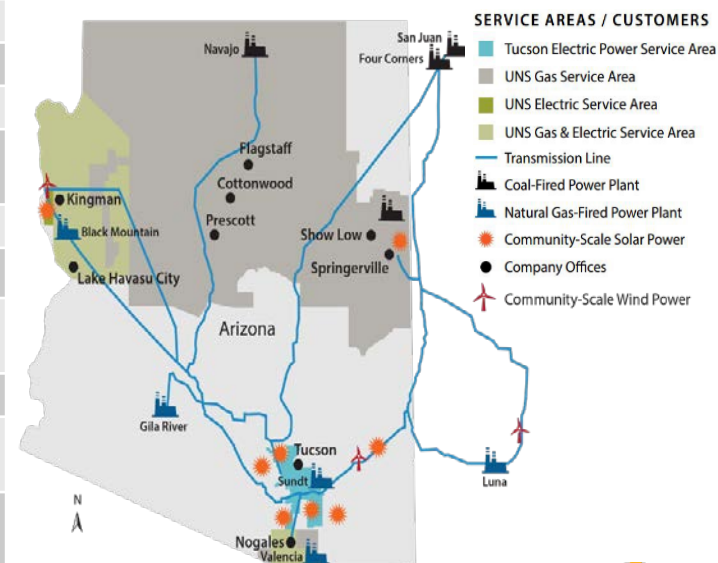 SERVICE AREAS / CUSTOMERS
Tucson Electric Power Service Area
UNS Gas Service Area
UNS Electric Service Area
UNS Gas & Electric Service Area
Transmission Line
Coal-Fired Power Plant
Natural Gas-Fired Power Plant
Community-Scale Solar Power
Company Offices
Community-Scale Wind Power
San Juan
Navajo
Four Corners
Flagstaff
Cottonwood
Kingman
Prescott
Black Mountain
Show Low
Springerville
Lake Havasu City
Arizona
Gila River
Tucson
Sundt
Luna
N
Nogales
Valencia